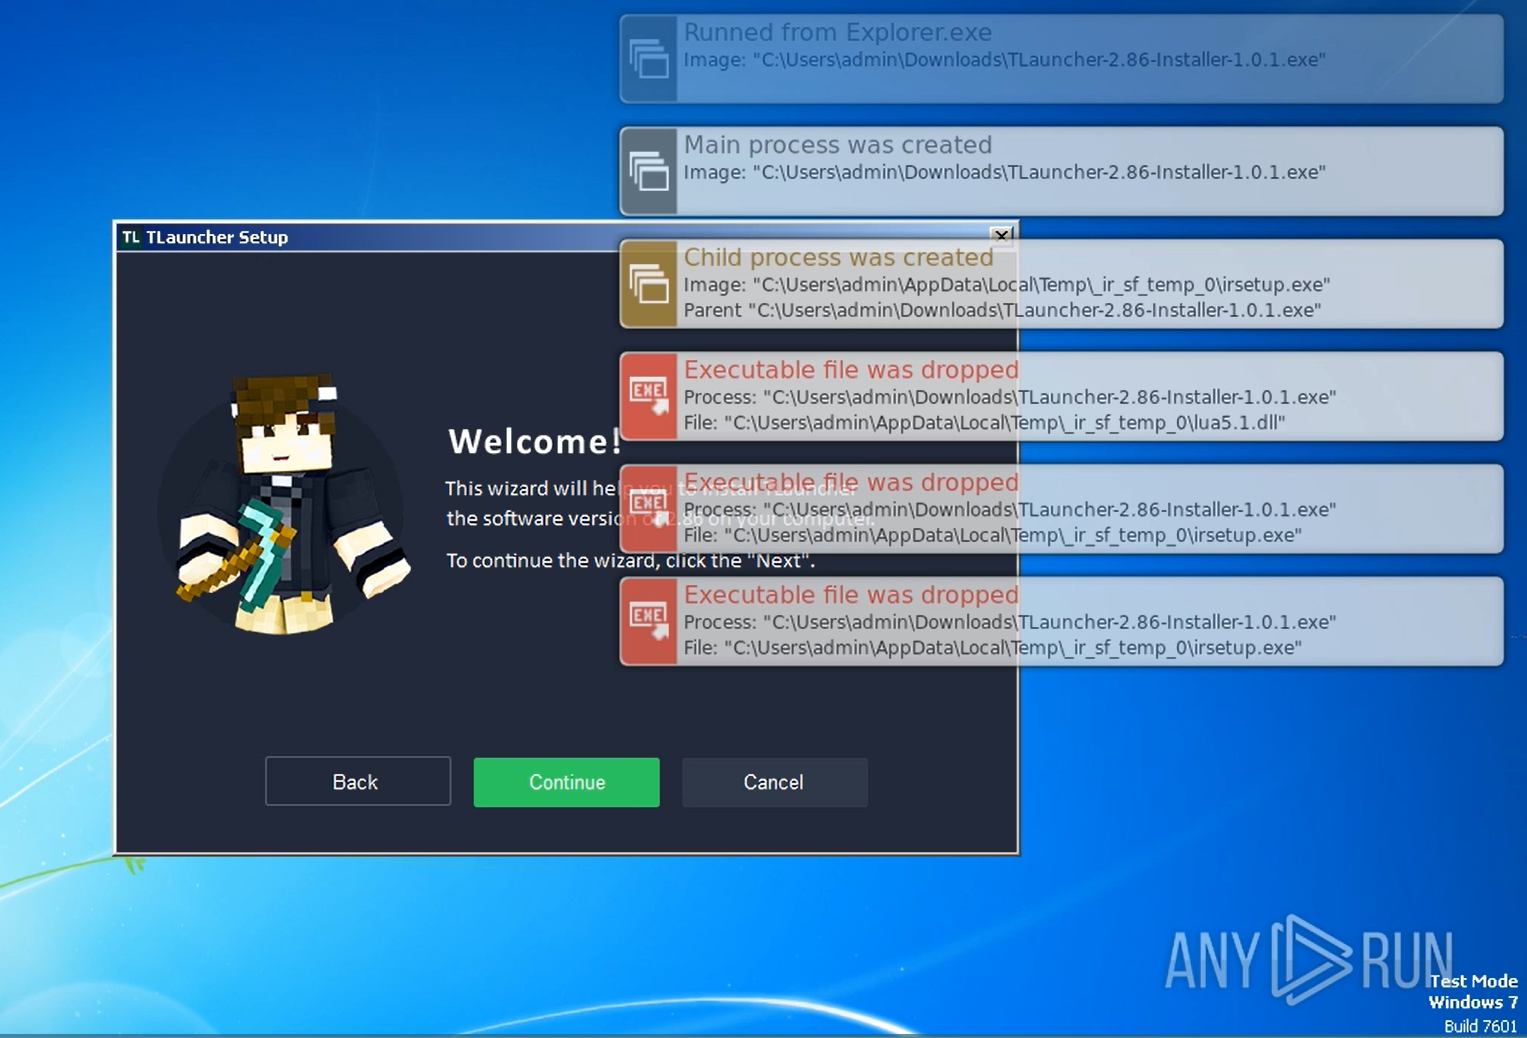 Runned from Explorer.exe
Image: "C:\Users\admin\Downloads\TLauncher-2.86-Installer-1.0.1.exe"
Main process was created
Image: "C:\Users\admin\Downloads\TLauncher-2.86-Installer-1.0.1.exe"
TL TLauncher Setup
Child process was created
Image: "C:\Users\admin\AppData\Local\Temp\_ir_sf_temp_0\irsetup.exe"
Parent "C:\Users\admin\Downloads\TLauncher-2.86-Installer-1.0.1.exe"
EXE
Executable file was dropped
Process: "C:\Users\admin\Downloads\TLauncher-2.86-Installer-1.0.1.exe"
File: "C:\Users\admin\AppData\Local\Temp\_ir_sf_temp_0\lua5.1.dll"
Welcome!
This wizard will help you to install TLauncher
the software version of 2.86 on your computer.
To continue the wizard, click the "Next".
EXE
Executable file was dropped
Process: "C:\Users\admin\Downloads\TLauncher-2.86-Installer-1.0.1.exe"
File: "C:\Users\admin\AppData\Local\Temp\_ir_sf_temp_0\irsetup.exe"
EXE
Executable file was dropped
Process: "C:\Users\admin\Downloads\TLauncher-2.86-Installer-1.0.1.exe"
File: "C:\Users\admin\AppData\Local\Temp\_ir_sf_temp_0\irsetup.exe"
Back
Continue
Cancel
ANY RUN
Test Mode
Windows 7
Build 7601